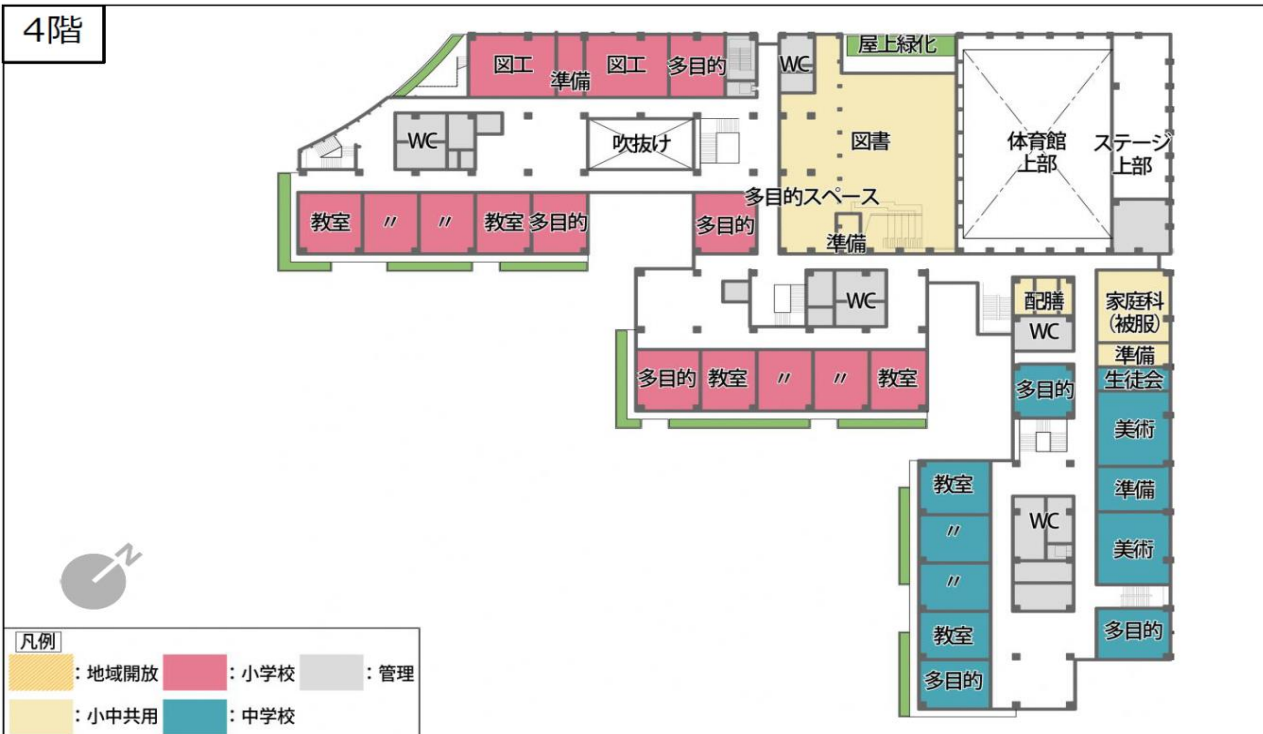 4階
屋上緑化
図工
準備
図工
多目的
WC
WC
吹抜け
図書
体育館
上部
ステージ
上部
多目的スペース
準備
教室
〃
〃
教室
多目的
多目的
WC
配膳
WC
家庭科
(被服)
準備
生徒会
多目的
教室
〃
〃
教室
多目的
美術
準備
美術
教室
〃
〃
教室
多目的
WC
多目的
N
凡例
:地域開放
:小学校
:管理
:小中共用
:中学校